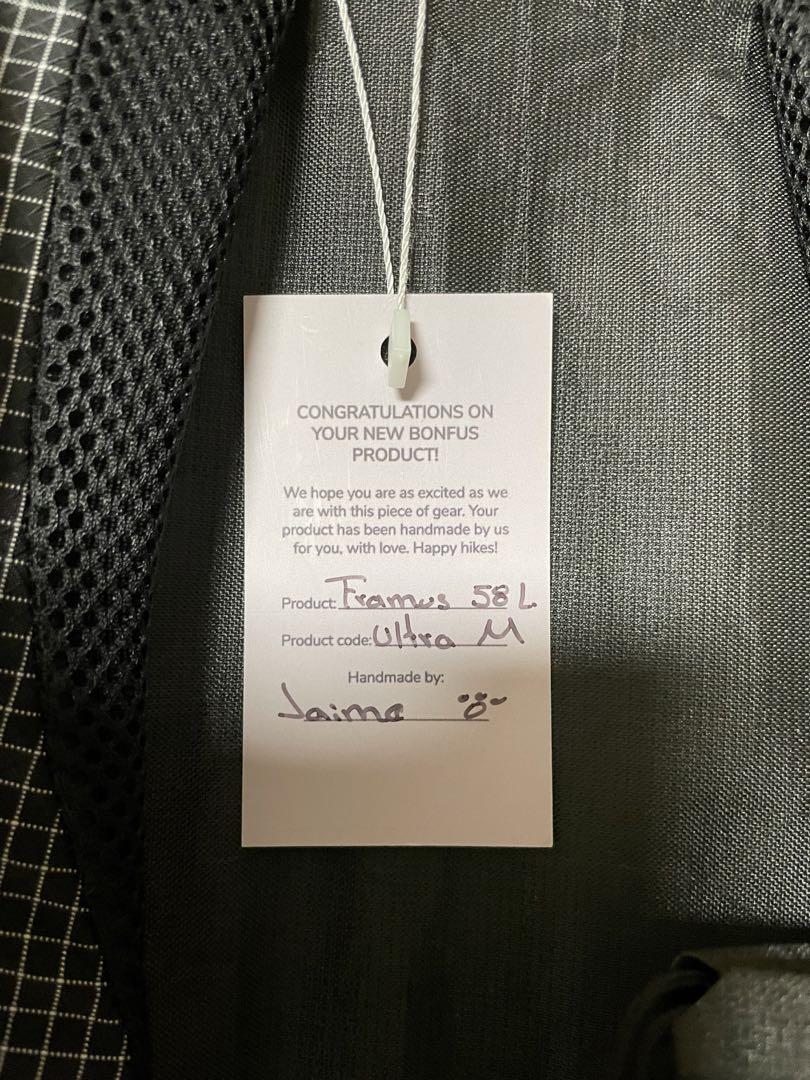 CONGRATULATIONS ON
YOUR NEW BONFUS
PRODUCT!
We hope you are as excited as we
are with this piece of gear. Your
product has been handmade by us
for you, with love. Happy hikes!
Product: Framus 58 L
Product code: Ultra M
Handmade by:
Jaime